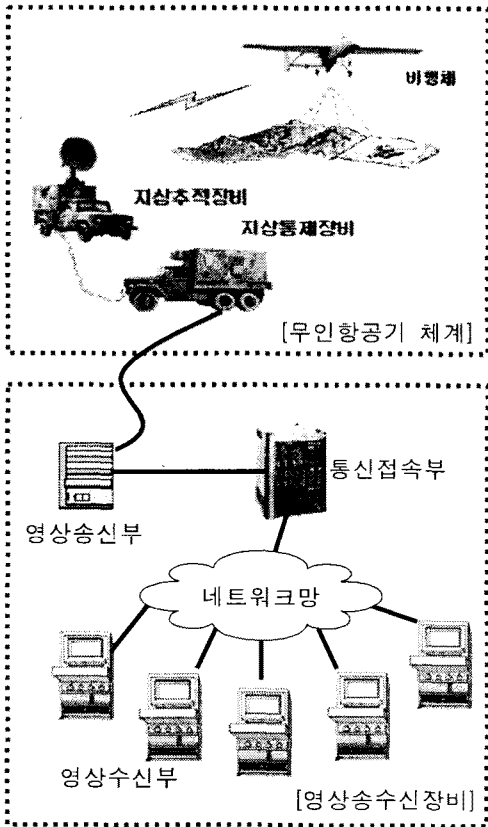 비행체
지상추적장비
지상통제장비
[무인항공기 체계]
통신접속부
영상송신부
네트워크망
영상수신부
[영상송수신장비]